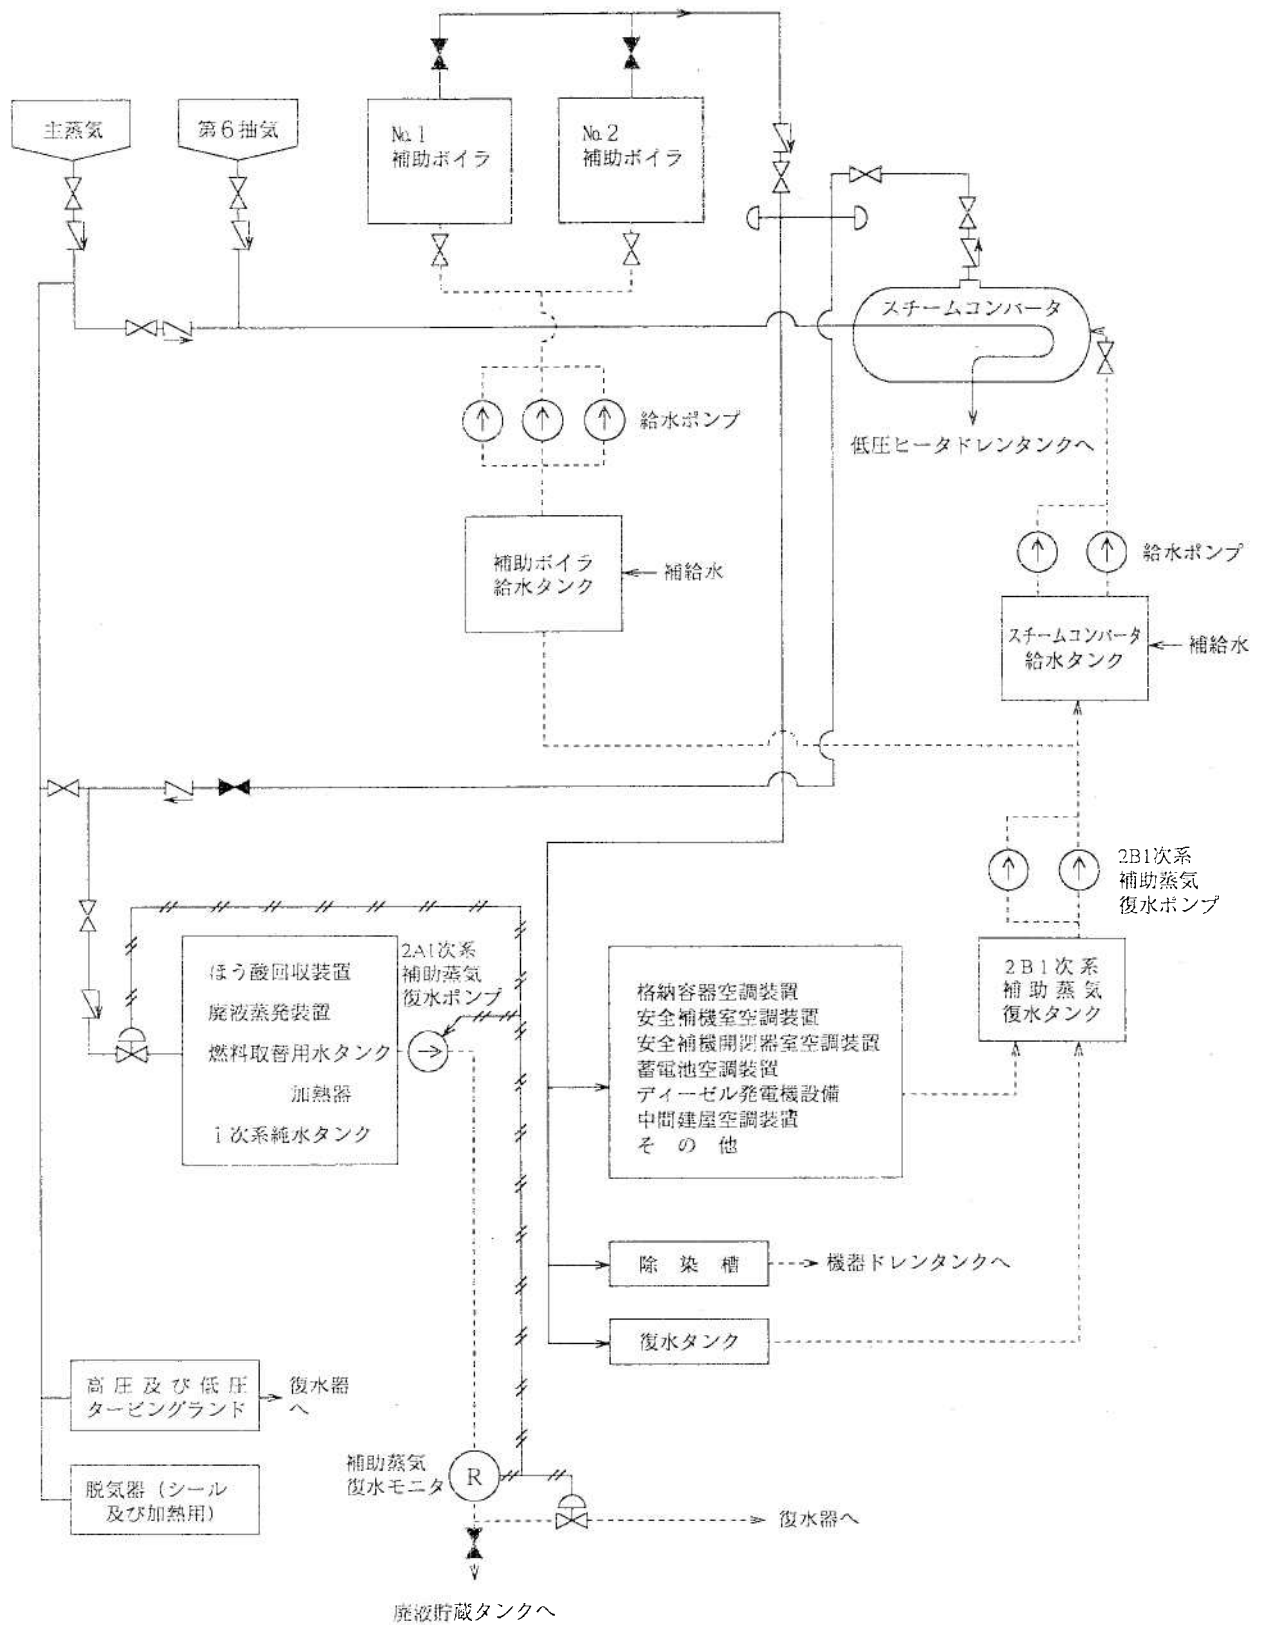 主蒸気
第6抽気
No.1
補助ボイラ
No.2
補助ボイラ
スチームコンバータ
低圧ヒータドレンタンクへ
給水ポンプ
補助ボイラ
給水タンク
補給水
給水ポンプ
スチームコンバータ
給水タンク
補給水
2B1次系
補助蒸気
復水ポンプ
2B1次系
補助蒸気
復水タンク
ほう酸回収装置
廃液蒸発装置
燃料取替用水タンク
加熱器
1次系純水タンク
2A1次系
補助蒸気
復水ポンプ
格納容器空調装置
安全補機室空調装置
安全補機開閉器室空調装置
蓄電池空調装置
ディーゼル発電機設備
中間建屋空調装置
その他
除染槽
機器ドレンタンクへ
復水タンク
高圧及び低圧
タービングランド
復水器
へ
脱気器(シール
及び加熱用)
補助蒸気
復水モニタ
R
復水器へ
廃液貯蔵タンクへ